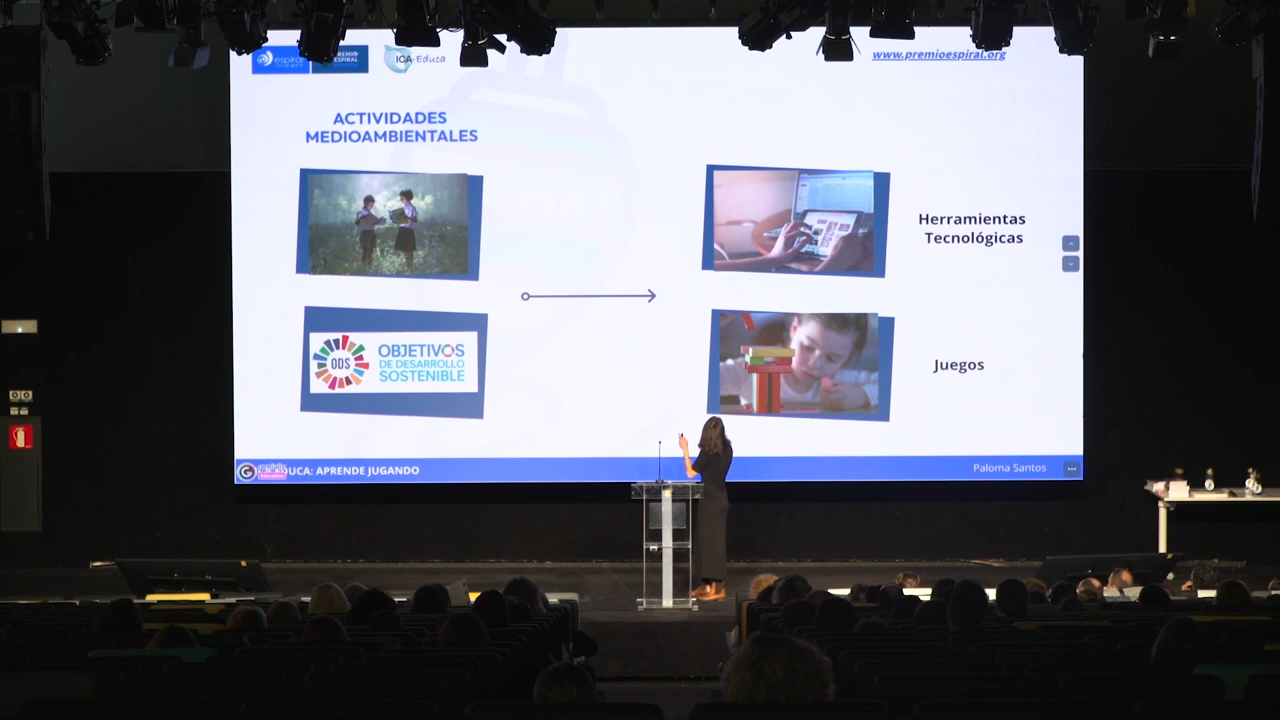 espiral
PREMIO
ESPIRAL
ICA-Educa
www.premioespiral.org
ACTIVIDADES
MEDIOAMBIENTALES
Herramientas
Tecnológicas
ODS
OBJETIVOS
DE DESARROLLO
SOSTENIBLE
Juegos
G
UCA: APRENDE JUGANDO
Paloma Santos